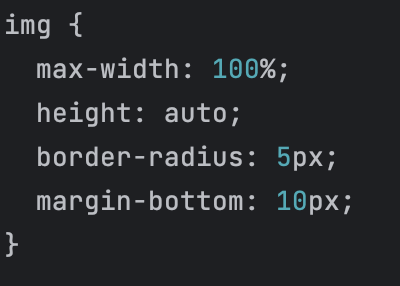 img {
  max-width: 100%;
  height: auto;
  border-radius: 5px;
  margin-bottom: 10px;
}